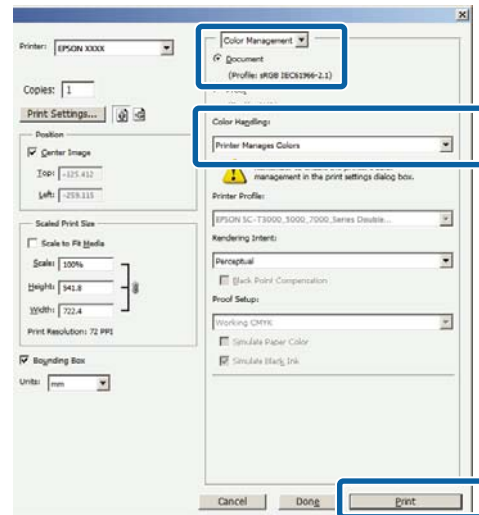 Printer: EPSON XXXX
Copies: 1
Print Settings...
Position
Center Image
Top: -125.412
Left: -259.115
Scaled Print Size
Scale to Fit Media
Scale: 100%
Height: 541.8
Width: 722.4
Print Resolution: 72 PPI
Bounding Box
Units: mm
Color Management
Document
(Profile: sRGB IEC61966-2.1)
Color Handling:
Printer Manages Colors
management in the print settings dialog box.
Printer Profile:
EPSON SC-T3000_5000_7000_Series Double...
Rendering Intent:
Perceptual
Black Point Compensation
Proof Setup:
Working CMYK
Simulate Paper Color
Simulate Black Ink
Cancel
Done
Print